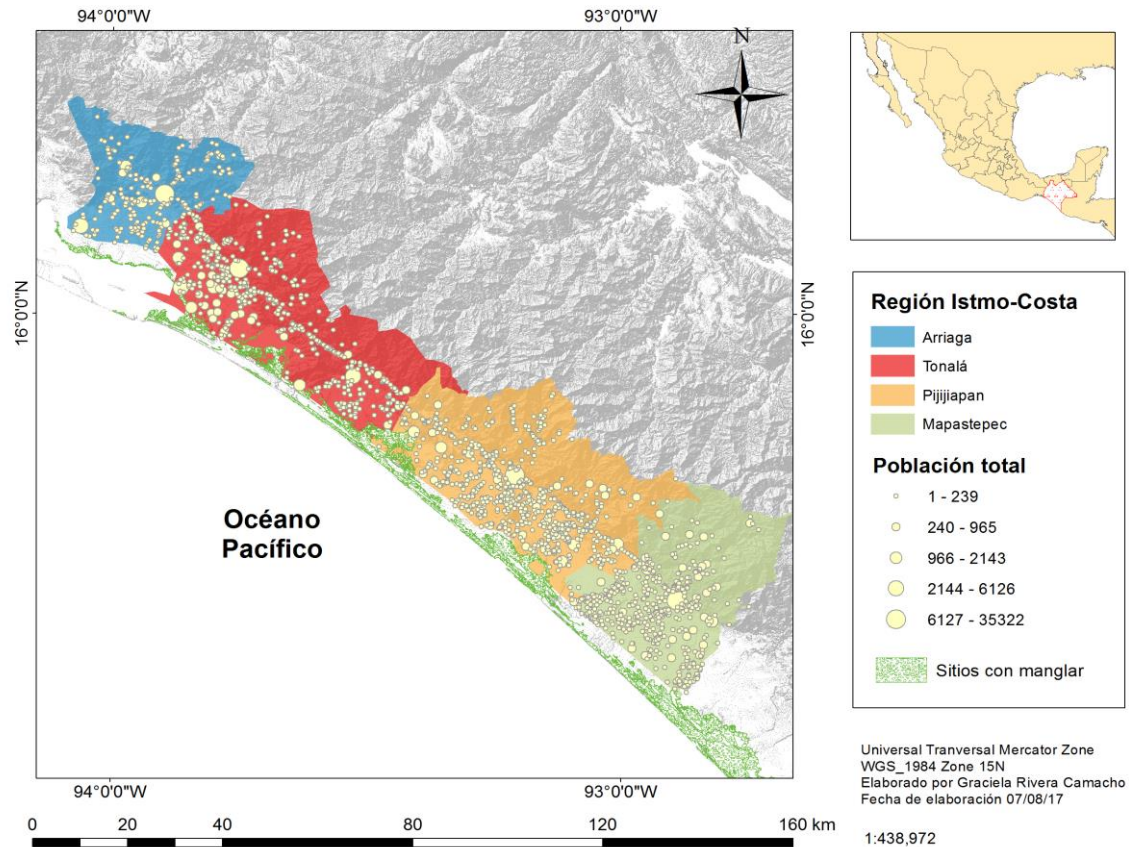 94°0'0"W
93°0'0"W
N
16°0'0"N
16°0'0"N
Océano
Pacífico
94°0'0"W
93°0'0"W
0
20
40
80
120
160 km
Región Istmo-Costa
Arriaga
Tonalá
Pijijiapan
Mapastepec
Población total
1 - 239
240 - 965
966 - 2143
2144 - 6126
6127 - 35322
Sitios con manglar
Universal Tranversal Mercator Zone
WGS_1984 Zone 15N
Elaborado por Graciela Rivera Camacho
Fecha de elaboración 07/08/17
1:438,972